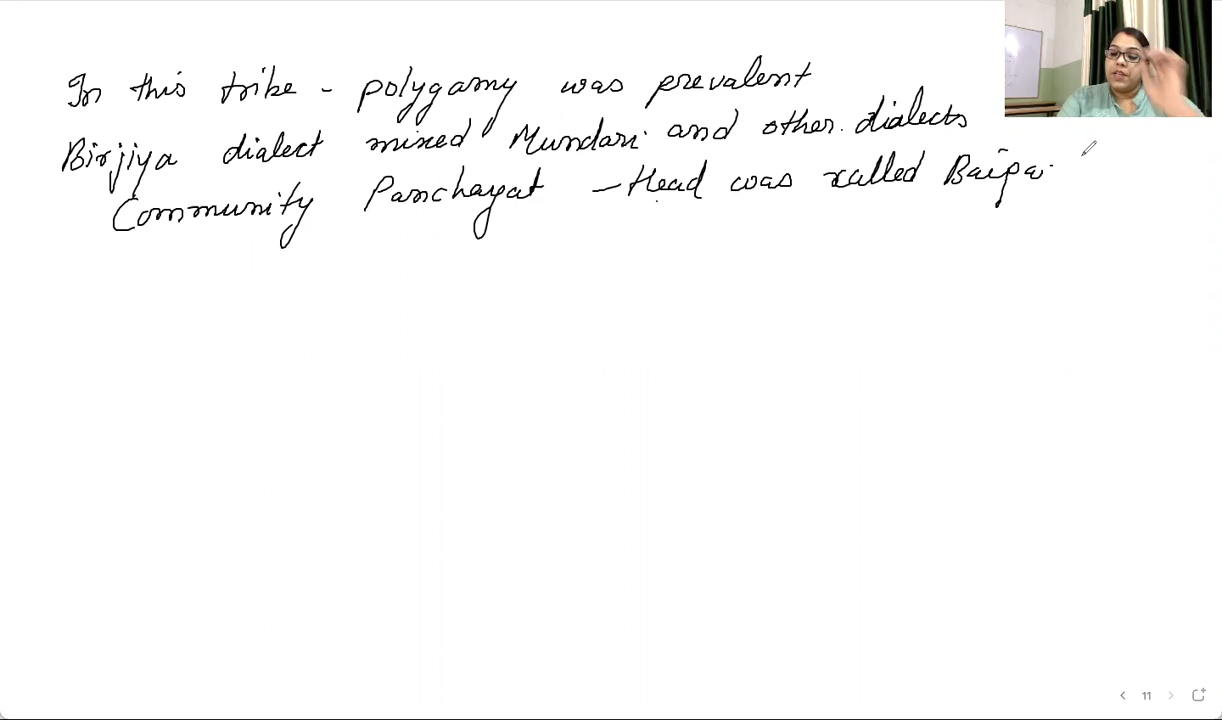 In this tribe - polygamy was prevalent
Birjiya dialect mixed Mundari and other dialects
Community Panchayat - Head was called Baiga.
11